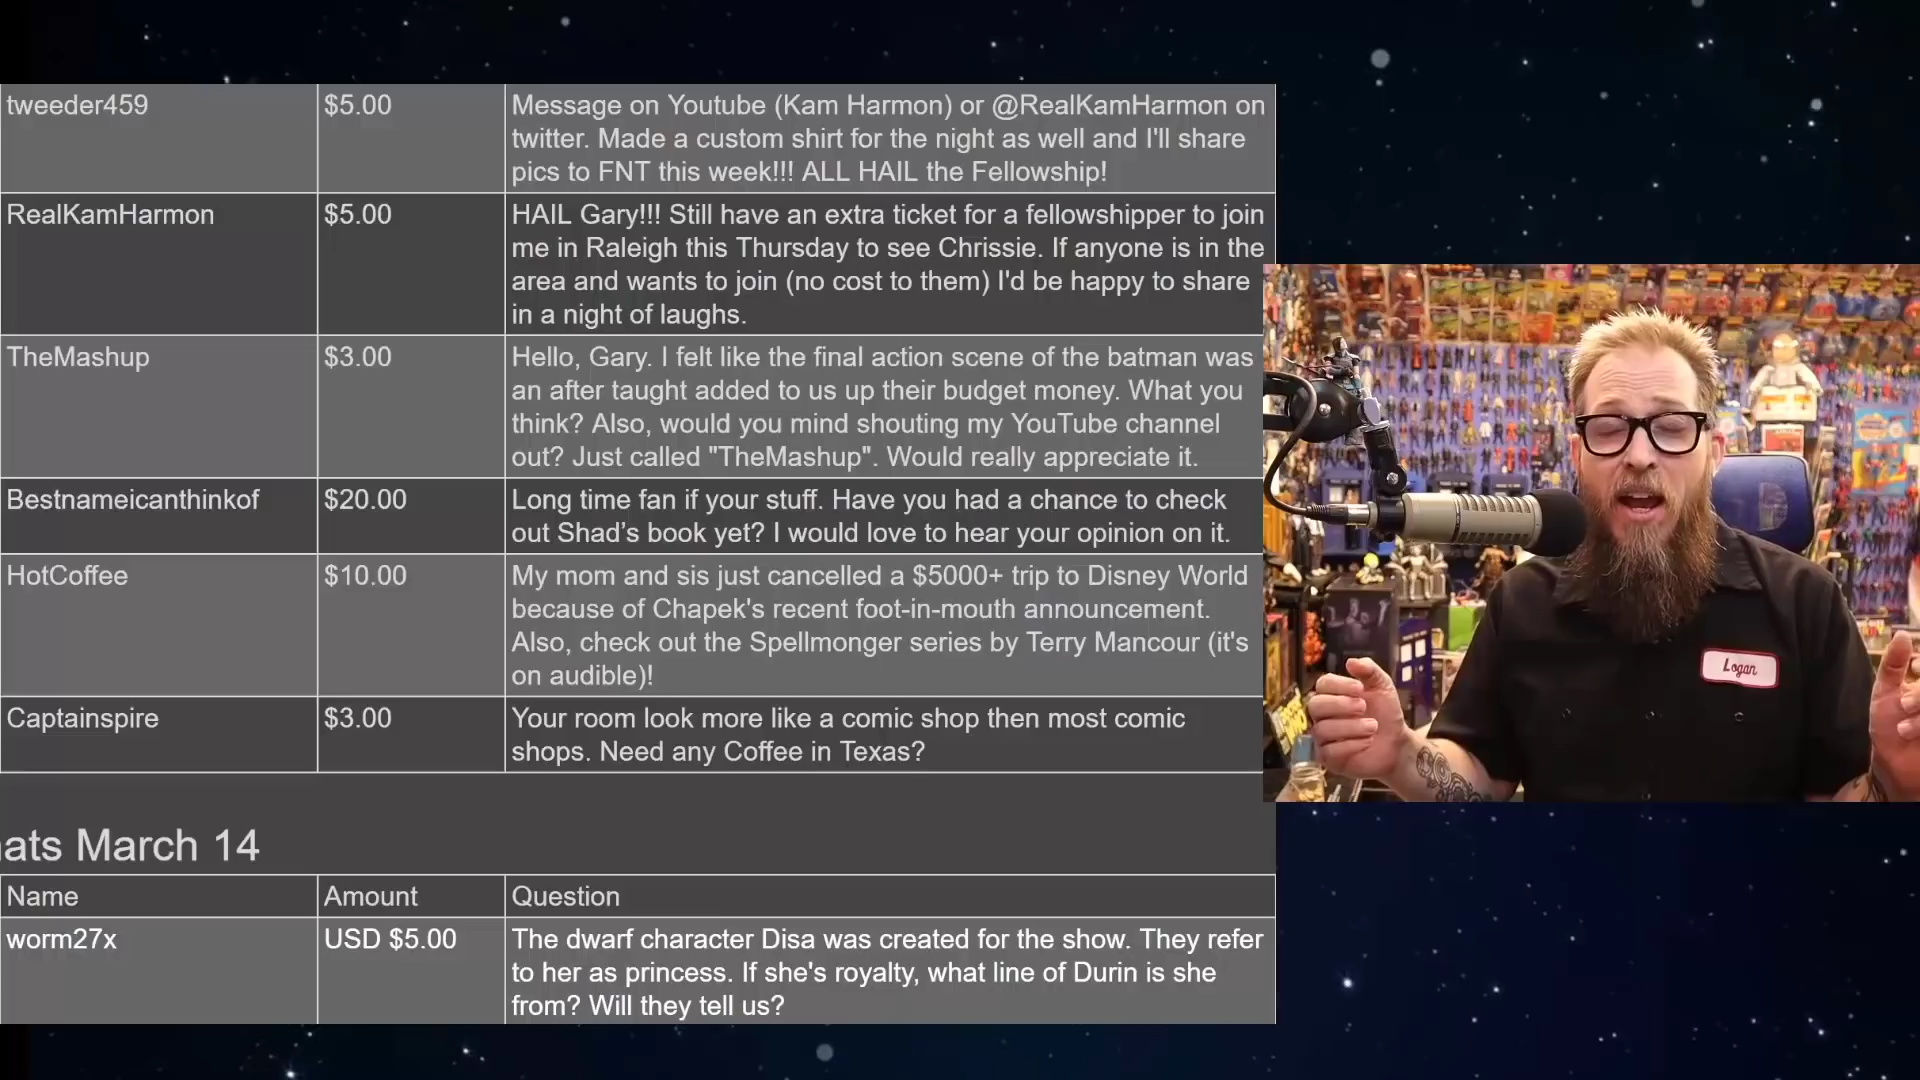 tweeder459
$5.00
Message on Youtube (Kam Harmon) or @RealKamHarmon on
twitter. Made a custom shirt for the night as well and I'll share
pics to FNT this week!!! ALL HAIL the Fellowship!
RealKamHarmon
$5.00
HAIL Gary!!! Still have an extra ticket for a fellowshipper to join
me in Raleigh this Thursday to see Chrissie. If anyone is in the
area and wants to join (no cost to them) I'd be happy to share
in a night of laughs.
TheMashup
$3.00
Hello, Gary. I felt like the final action scene of the batman was
an after taught added to us up their budget money. What you
think? Also, would you mind shouting my YouTube channel
out? Just called "TheMashup". Would really appreciate it.
Bestnameicanthinkof
$20.00
Long time fan if your stuff. Have you had a chance to check
out Shad’s book yet? I would love to hear your opinion on it.
HotCoffee
$10.00
My mom and sis just cancelled a $5000+ trip to Disney World
because of Chapek's recent foot-in-mouth announcement.
Also, check out the Spellmonger series by Terry Mancour (it's
on audible)!
Captainspire
$3.00
Your room look more like a comic shop then most comic
shops. Need any Coffee in Texas?
ats March 14
Name
Amount
Question
worm27x
USD $5.00
The dwarf character Disa was created for the show. They refer
to her as princess. If she's royalty, what line of Durin is she
from? Will they tell us?
Logan